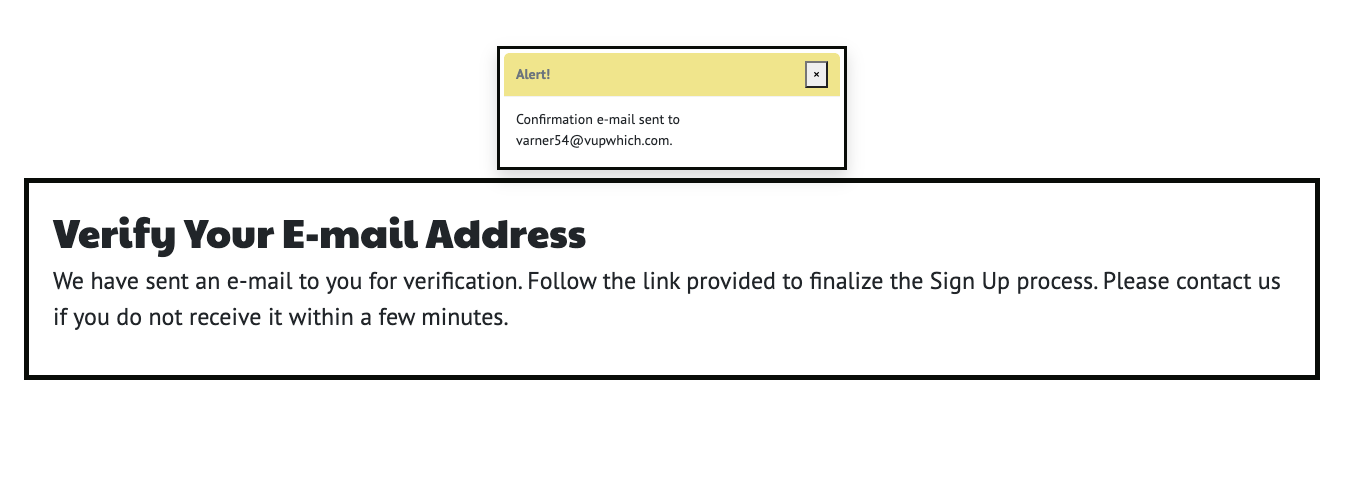 Alert!
×
Confirmation e-mail sent to
varner54@vupwhich.com.
Verify Your E-mail Address
We have sent an e-mail to you for verification. Follow the link provided to finalize the Sign Up process. Please contact us
if you do not receive it within a few minutes.